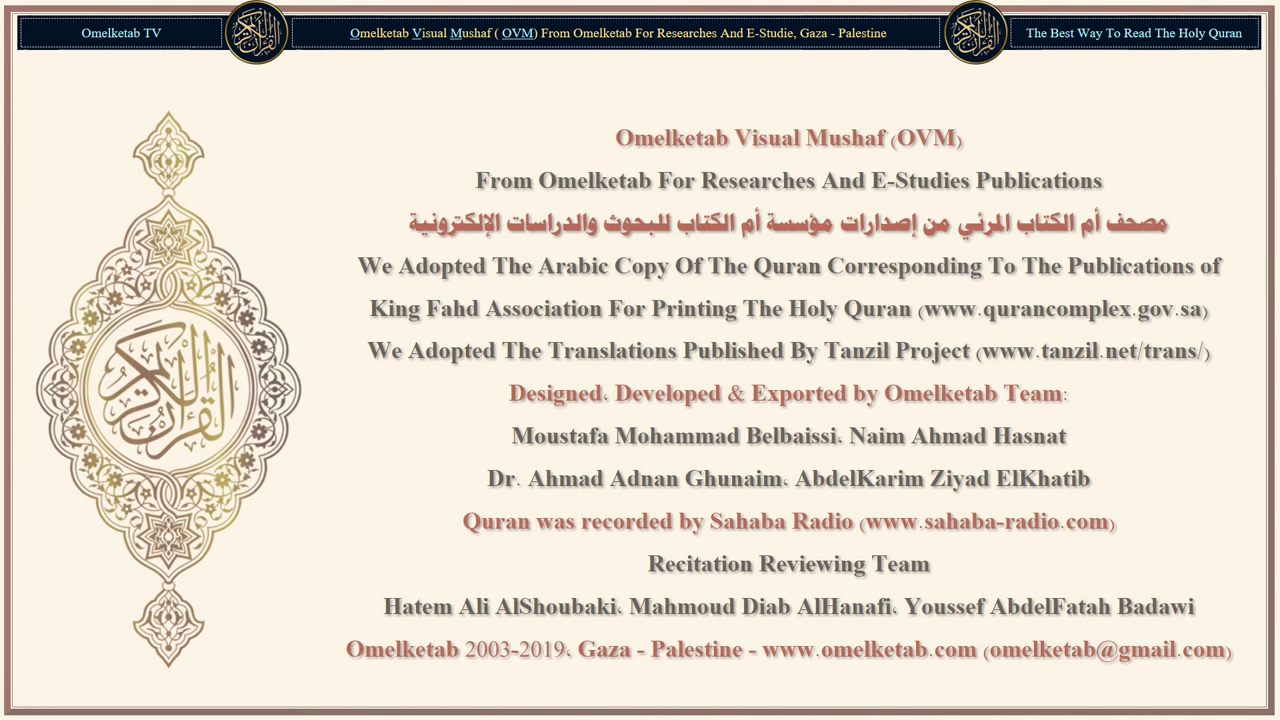 Omelketab TV
Omelketab Visual Mushaf ( OVM) From Omelketab For Researches And E-Studie, Gaza - Palestine
The Best Way To Read The Holy Quran
القرآن الكريم
Omelketab Visual Mushaf (OVM)
From Omelketab For Researches And E-Studies Publications
مصحف أم الكتاب المرئي من إصدارات مؤسسة أم الكتاب للبحوث والدراسات الإلكترونية
We Adopted The Arabic Copy Of The Quran Corresponding To The Publications of
King Fahd Association For Printing The Holy Quran (www.qurancomplex.gov.sa)
We Adopted The Translations Published By Tanzil Project (www.tanzil.net/trans/)
Designed، Developed & Exported by Omelketab Team:
Moustafa Mohammad Belbaissi، Naim Ahmad Hasnat
Dr. Ahmad Adnan Ghunaim، AbdelKarim Ziyad ElKhatib
Quran was recorded by Sahaba Radio (www.sahaba-radio.com)
Recitation Reviewing Team
Hatem Ali AlShoubaki، Mahmoud Diab AlHanafi، Youssef AbdelFatah Badawi
Omelketab 2003-2019، Gaza - Palestine - www.omelketab.com (omelketab@gmail.com)